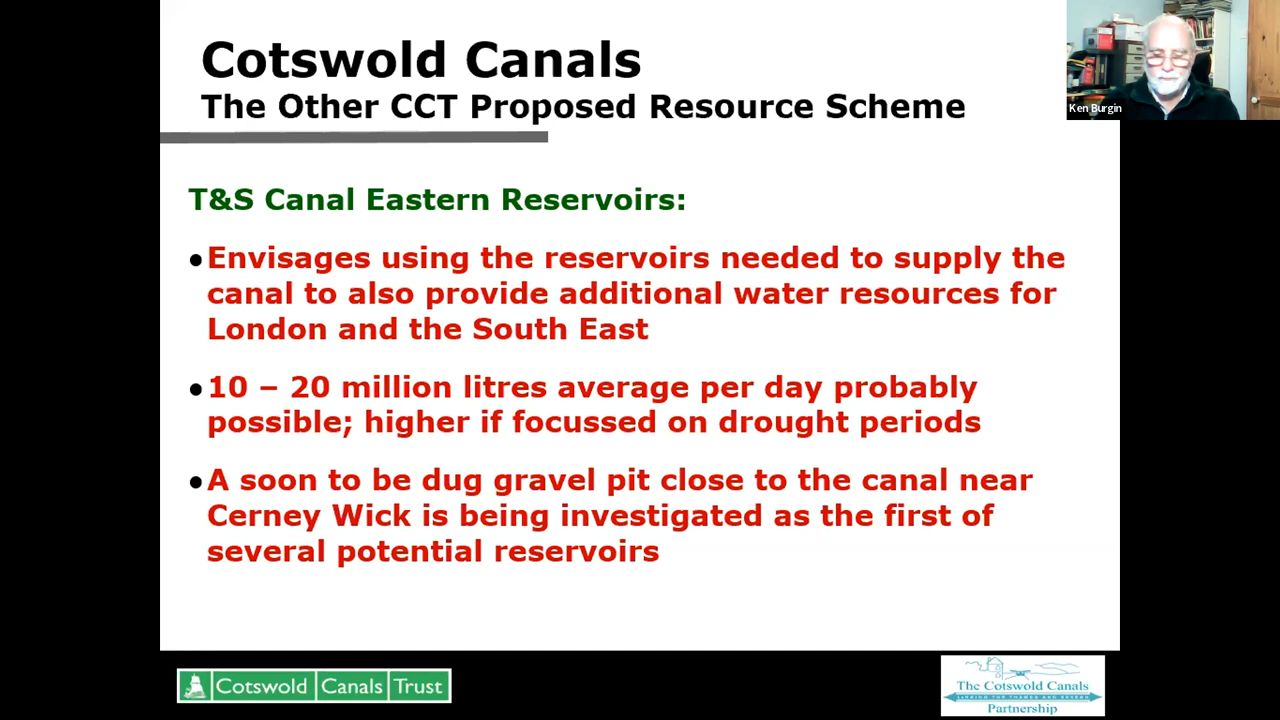 Cotswold Canals
The Other CCT Proposed Resource Scheme
Ken Burgin
T&S Canal Eastern Reservoirs:
●Envisages using the reservoirs needed to supply the
canal to also provide additional water resources for
London and the South East
●10 – 20 million litres average per day probably
possible; higher if focussed on drought periods
●A soon to be dug gravel pit close to the canal near
Cerney Wick is being investigated as the first of
several potential reservoirs
Cotswold Canals Trust
The Cotswold Canals
Partnership